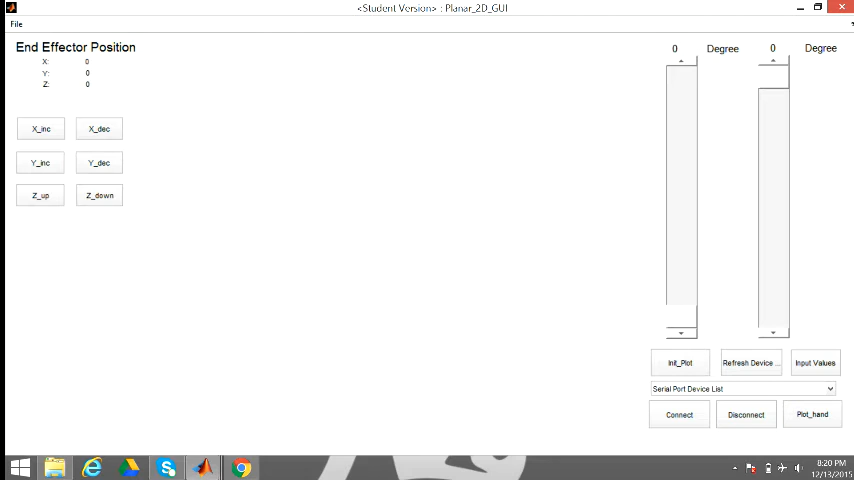 <Student Version> : Planar_2D_GUI
File
End Effector Position
X: 0
Y: 0
Z: 0
X_inc X_dec
Y_inc Y_dec
Z_up Z_down
0 Degree 0 Degree
Init_Plot Refresh Device ... Input Values
Serial Port Device List
Connect Disconnect Plot_hand
8:20 PM
12/13/2015